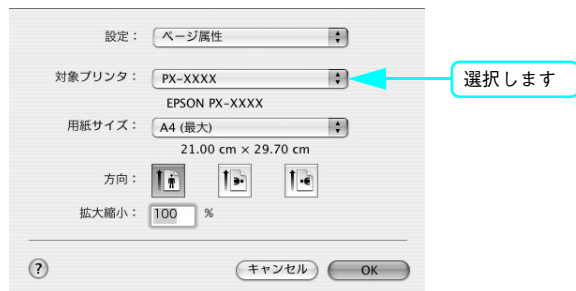 設定： ページ属性
対象プリンタ： PX-XXXX
選択します
EPSON PX-XXXX
用紙サイズ： A4 (最大)
21.00 cm × 29.70 cm
方向：
拡大縮小： 100 %
? キャンセル OK